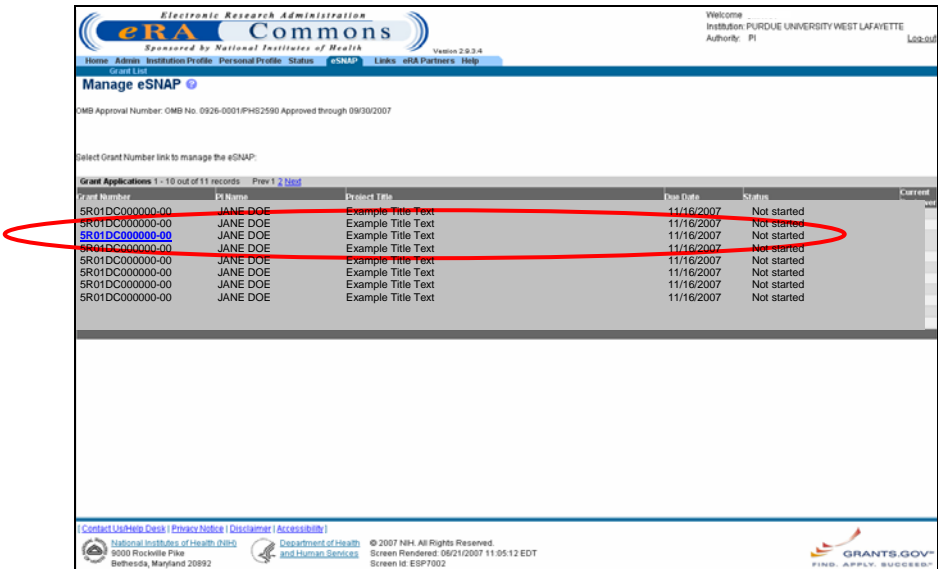 Electronic Research Administration
eRA Commons
Sponsored by National Institutes of Health
Version 2.9.3.4
Welcome
Institution: PURDUE UNIVERSITY WEST LAFAYETTE
Authority: PI
Log-out
Home Admin Institution Profile Personal Profile Status eSNAP Links eRA Partners Help
Grant List
Manage eSNAP ?
OMB Approval Number: OMB No. 0926-0001/PHS2590 Approved through 09/30/2007
Select Grant Number link to manage the eSNAP:
Grant Applications 1 - 10 out of 11 records Prev 1 2 Next
Grant Number PI Name Project Title Due Date Status Current
5R01DC000000-00 JANE DOE Example Title Text 11/16/2007 Not started
5R01DC000000-00 JANE DOE Example Title Text 11/16/2007 Not started
5R01DC000000-00 JANE DOE Example Title Text 11/16/2007 Not started
5R01DC000000-00 JANE DOE Example Title Text 11/16/2007 Not started
5R01DC000000-00 JANE DOE Example Title Text 11/16/2007 Not started
5R01DC000000-00 JANE DOE Example Title Text 11/16/2007 Not started
5R01DC000000-00 JANE DOE Example Title Text 11/16/2007 Not started
5R01DC000000-00 JANE DOE Example Title Text 11/16/2007 Not started
[ Contact Us/Help Desk | Privacy Notice | Disclaimer | Accessibility ]
National Institutes of Health (NIH)
9000 Rockville Pike
Bethesda, Maryland 20892
Department of Health
and Human Services
© 2007 NIH. All Rights Reserved.
Screen Rendered: 06/21/2007 11:05:12 EDT
Screen Id: ESP7002
GRANTS.GOV℠
FIND. APPLY. SUCCEED.℠